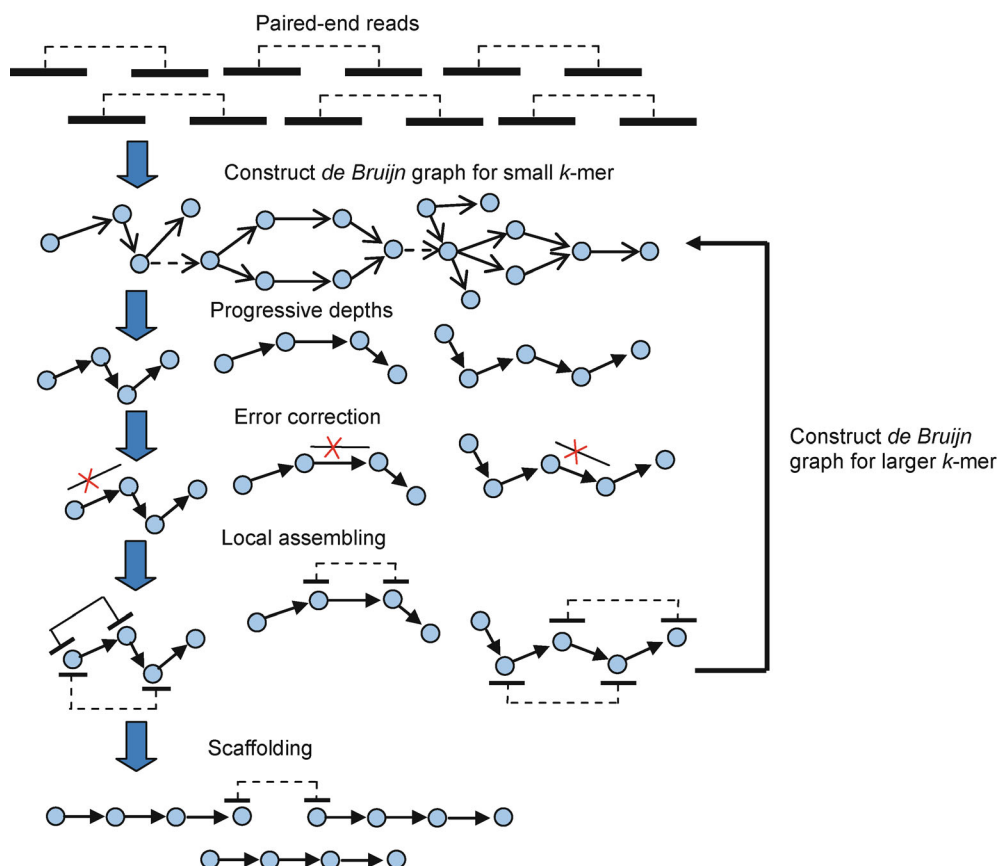 Paired-end reads
Construct de Bruijn graph for small k-mer
Progressive depths
Error correction
Construct de Bruijn
graph for larger k-mer
Local assembling
Scaffolding